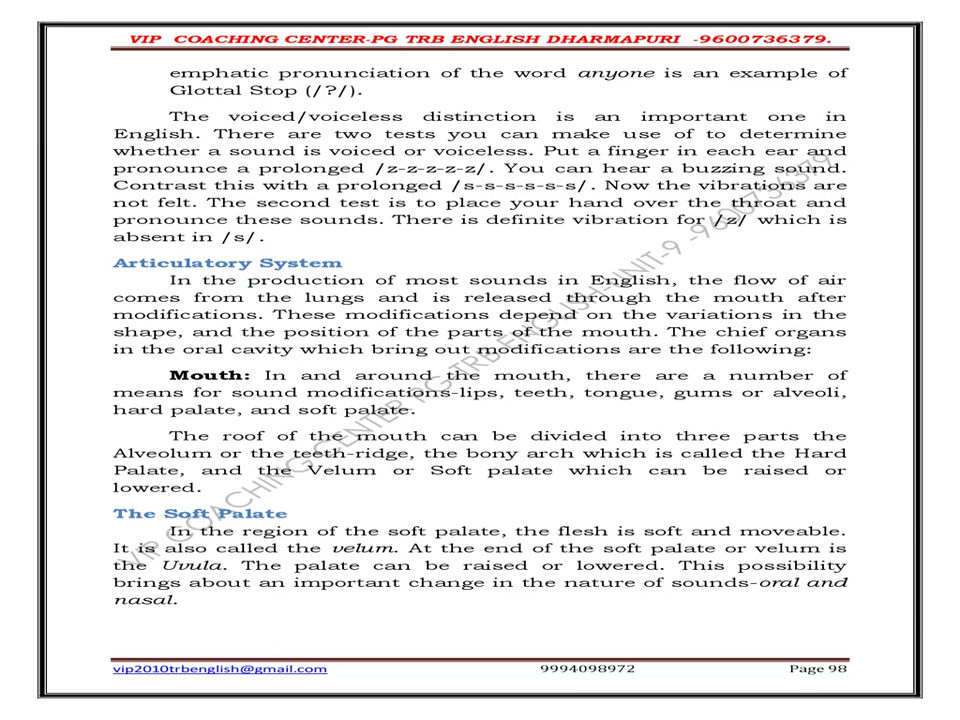 VIP COACHING CENTER-PG TRB ENGLISH DHARMAPURI -9600736379.
emphatic pronunciation of the word anyone is an example of
Glottal Stop (/?/).
The voiced/voiceless distinction is an important one in
English. There are two tests you can make use of to determine
whether a sound is voiced or voiceless. Put a finger in each ear and
pronounce a prolonged /z-z-z-z-z/. You can hear a buzzing sound.
Contrast this with a prolonged /s-s-s-s-s-s/. Now the vibrations are
not felt. The second test is to place your hand over the throat and
pronounce these sounds. There is definite vibration for /z/ which is
absent in /s/.
Articulatory System
In the production of most sounds in English, the flow of air
comes from the lungs and is released through the mouth after
modifications. These modifications depend on the variations in the
shape, and the position of the parts of the mouth. The chief organs
in the oral cavity which bring out modifications are the following:
Mouth: In and around the mouth, there are a number of
means for sound modifications-lips, teeth, tongue, gums or alveoli,
hard palate, and soft palate.
The roof of the mouth can be divided into three parts the
Alveolum or the teeth-ridge, the bony arch which is called the Hard
Palate, and the Velum or Soft palate which can be raised or
lowered.
The Soft Palate
In the region of the soft palate, the flesh is soft and moveable.
It is also called the velum. At the end of the soft palate or velum is
the Uvula. The palate can be raised or lowered. This possibility
brings about an important change in the nature of sounds-oral and
nasal.
VIP COACHING CENTER-PG-TRB-ENGLISH-UNIT-9 -9600736379
vip2010trbenglish@gmail.com 9994098972 Page 98